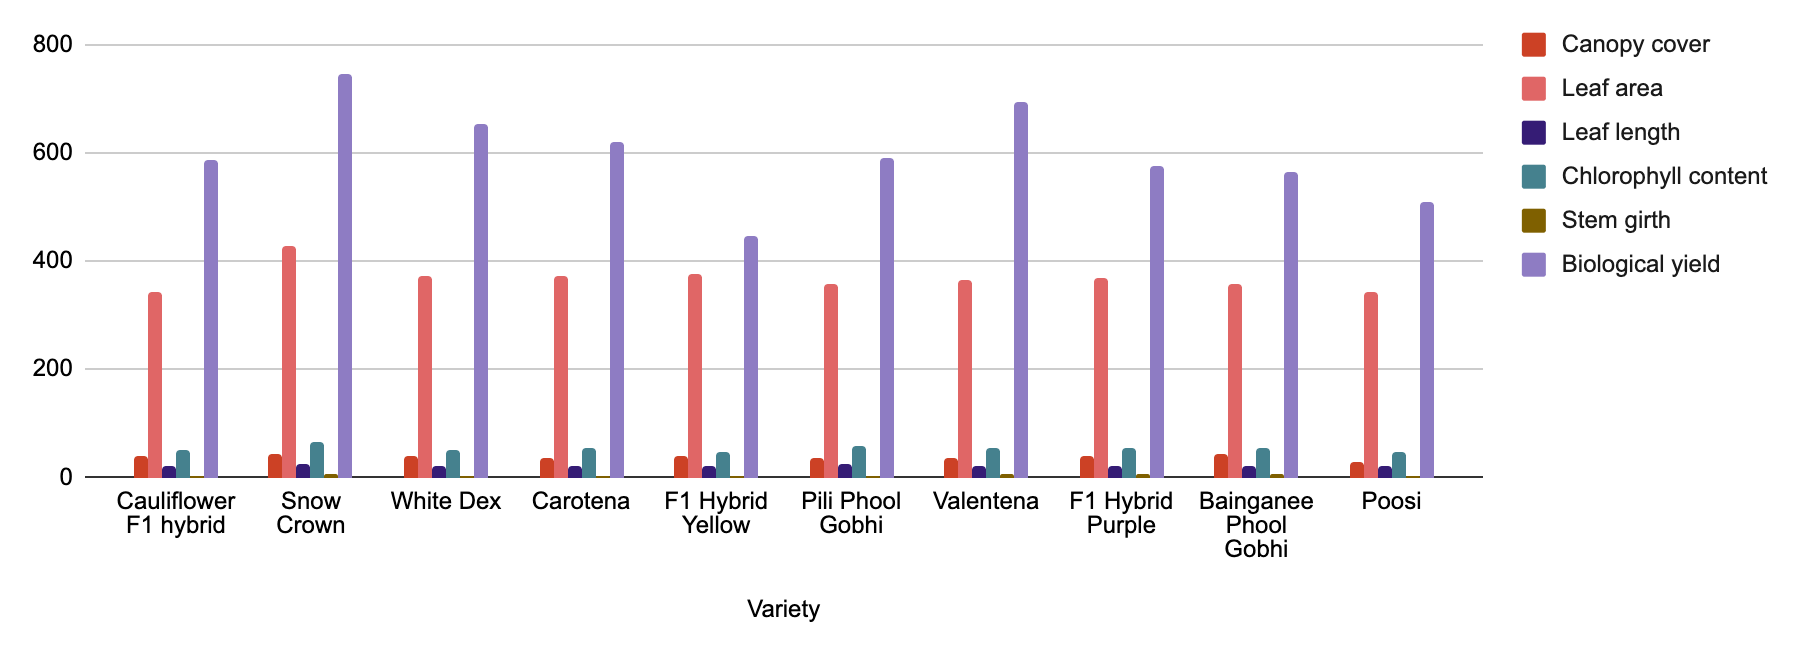 800
600
400
200
0
Cauliflower
F1 hybrid
Snow
Crown
White Dex
Carotena
F1 Hybrid
Yellow
Pili Phool
Gobhi
Valentena
F1 Hybrid
Purple
Bainganee
Phool
Gobhi
Poosi
Variety
Canopy cover
Leaf area
Leaf length
Chlorophyll content
Stem girth
Biological yield